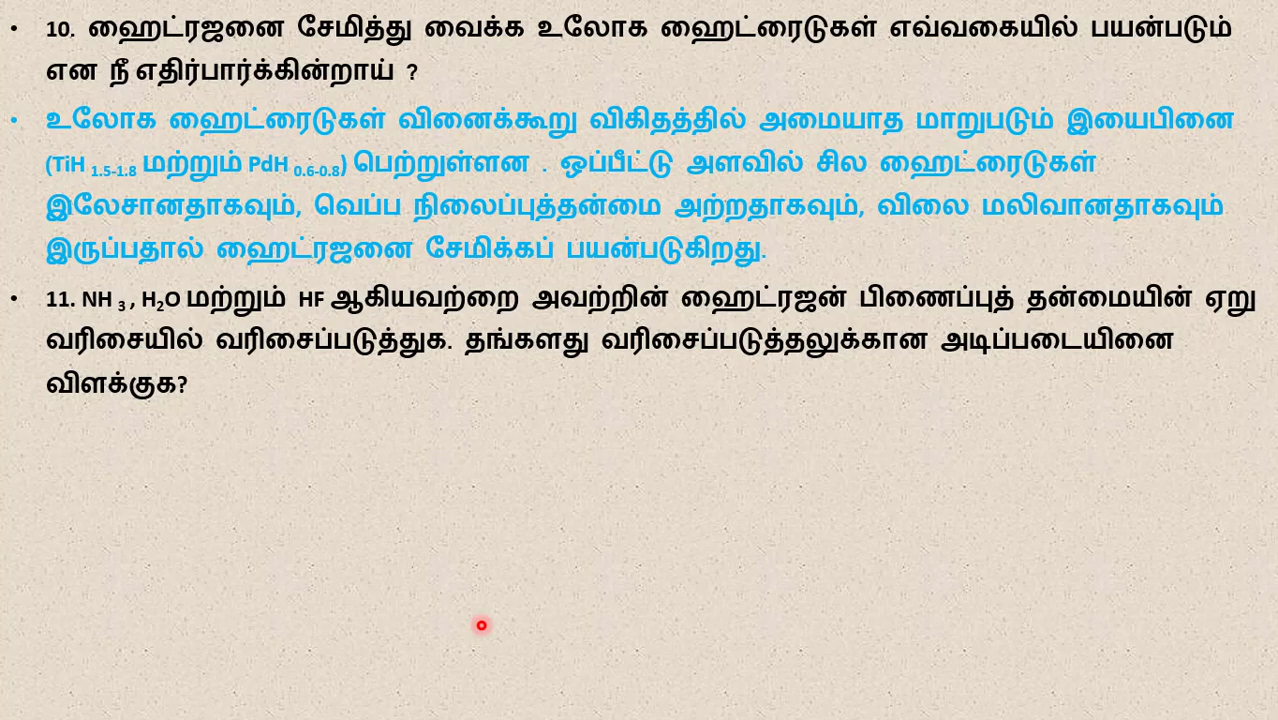 • 10. ஹைட்ரஜனை சேமித்து வைக்க உலோக ஹைட்ரைடுகள் எவ்வகையில் பயன்படும்
என நீ எதிர்பார்க்கின்றாய் ?
• உலோக ஹைட்ரைடுகள் வினைக்கூறு விகிதத்தில் அமையாத மாறுபடும் இயைபினை
(TiH 1.5-1.8 மற்றும் PdH 0.6-0.8) பெற்றுள்ளன . ஒப்பீட்டு அளவில் சில ஹைட்ரைடுகள்
இலேசானதாகவும், வெப்ப நிலைப்புத்தன்மை அற்றதாகவும், விலை மலிவானதாகவும்
இருப்பதால் ஹைட்ரஜனை சேமிக்கப் பயன்படுகிறது.
• 11. NH 3 , H2O மற்றும் HF ஆகியவற்றை அவற்றின் ஹைட்ரஜன் பிணைப்புத் தன்மையின் ஏறு
வரிசையில் வரிசைப்படுத்துக. தங்களது வரிசைப்படுத்தலுக்கான அடிப்படையினை
விளக்குக?